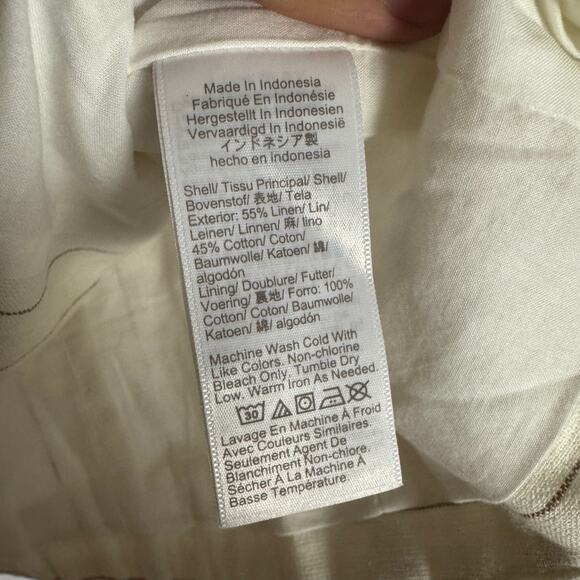 Made In Indonesia
Fabriqué En Indonésie
Hergestellt In Indonesien
Vervaardigd In Indonesië
インドネシア製
hecho en indonesia
Shell/ Tissu Principal/ Shell/
Bovenstof/ 表地/ Tela
Exterior: 55% Linen/ Lin/
Leinen/ Linnen/ 麻/ lino
45% Cotton/ Coton/
Baumwolle/ Katoen/ 綿/
algodón
Lining/ Doublure/ Futter/
Voering/ 裏地/ Forro: 100%
Cotton/ Coton/ Baumwolle/
Katoen/ 綿/ algodón
Machine Wash Cold With
Like Colors. Non-chlorine
Bleach Only. Tumble Dry
Low. Warm Iron As Needed.
30
Lavage En Machine À Froid
Avec Couleurs Similaires.
Seulement Agent De
Blanchiment Non-chlore.
Sécher À La Machine À
Basse Température.